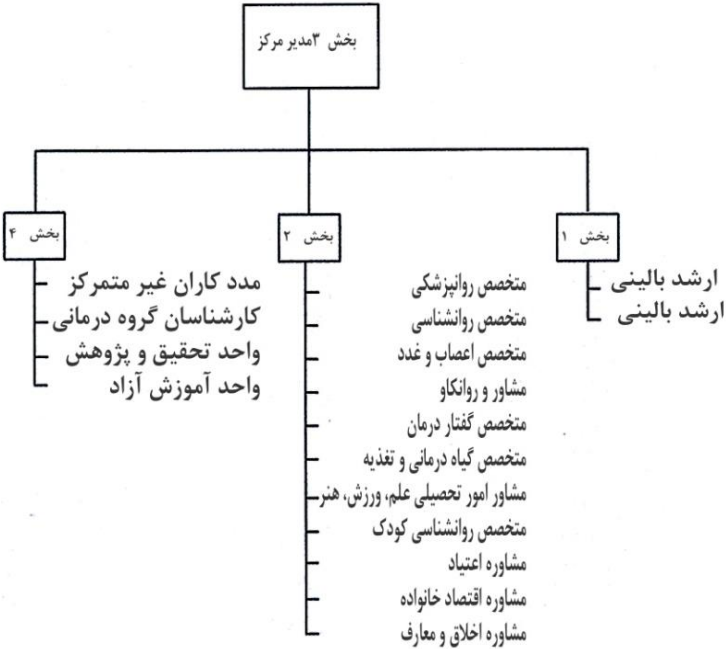 بخش ۳مدیر مرکز
بخش ۱
ارشد بالینی
ارشد بالینی
بخش ۲
متخصص روانپزشکی
متخصص روانشناسی
متخصص اعصاب و غدد
مشاور و روانکاو
متخصص گفتار درمان
متخصص گیاه درمانی و تغذیه
مشاور امور تحصیلی علم، ورزش، هنر
متخصص روانشناسی کودک
مشاوره اعتیاد
مشاوره اقتصاد خانواده
مشاوره اخلاق و معارف
بخش ۴
مدد کاران غیر متمرکز
کارشناسان گروه درمانی
واحد تحقیق و پژوهش
واحد آموزش آزاد